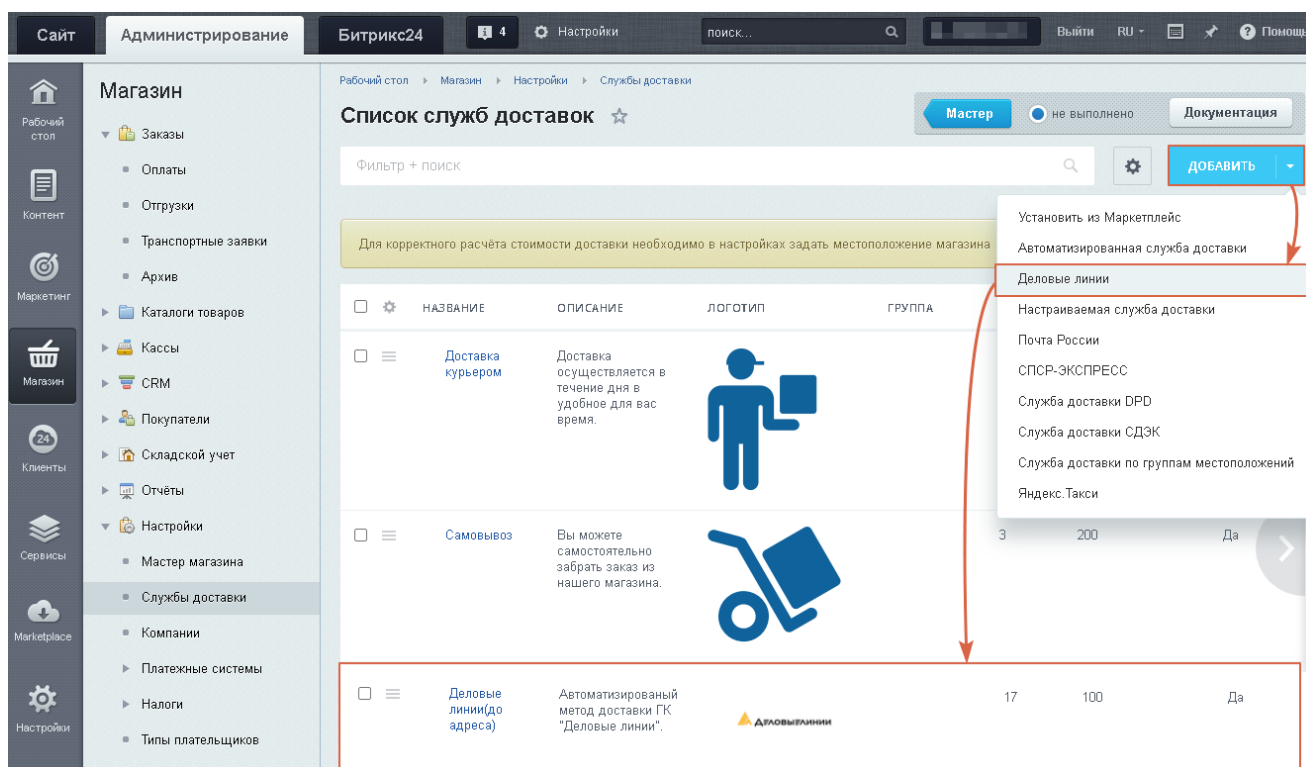 Сайт
Администрирование
Битрикс24
4
Настройки
поиск...
Выйти
RU
Помощь
Рабочий
стол
Контент
Маркетинг
Магазин
24
Клиенты
Сервисы
Marketplace
Настройки
Магазин
Заказы
Оплаты
Отгрузки
Транспортные заявки
Архив
Каталоги товаров
Кассы
CRM
Покупатели
Складской учет
Отчёты
Настройки
Мастер магазина
Службы доставки
Компании
Платежные системы
Налоги
Типы плательщиков
Рабочий стол Магазин Настройки Службы доставки
Список служб доставок
Мастер
не выполнено
Документация
Фильтр + поиск
ДОБАВИТЬ
Установить из Маркетплейс
Автоматизированная служба доставки
Деловые линии
Настраиваемая служба доставки
Почта России
СПСР-ЭКСПРЕСС
Служба доставки DPD
Служба доставки СДЭК
Служба доставки по группам местоположений
Яндекс.Такси
Для корректного расчёта стоимости доставки необходимо в настройках задать местоположение магазина
НАЗВАНИЕ ОПИСАНИЕ ЛОГОТИП ГРУППА
Доставка
курьером
Доставка
осуществляется в
течение дня в
удобное для вас
время.
Самовывоз
Вы можете
самостоятельно
забрать заказ из
нашего магазина.
3 200 Да
Деловые
линии(до
адреса)
Автоматизированый
метод доставки ГК
"Деловые линии".
ДЕЛОВЫЕ ЛИНИИ
17 100 Да